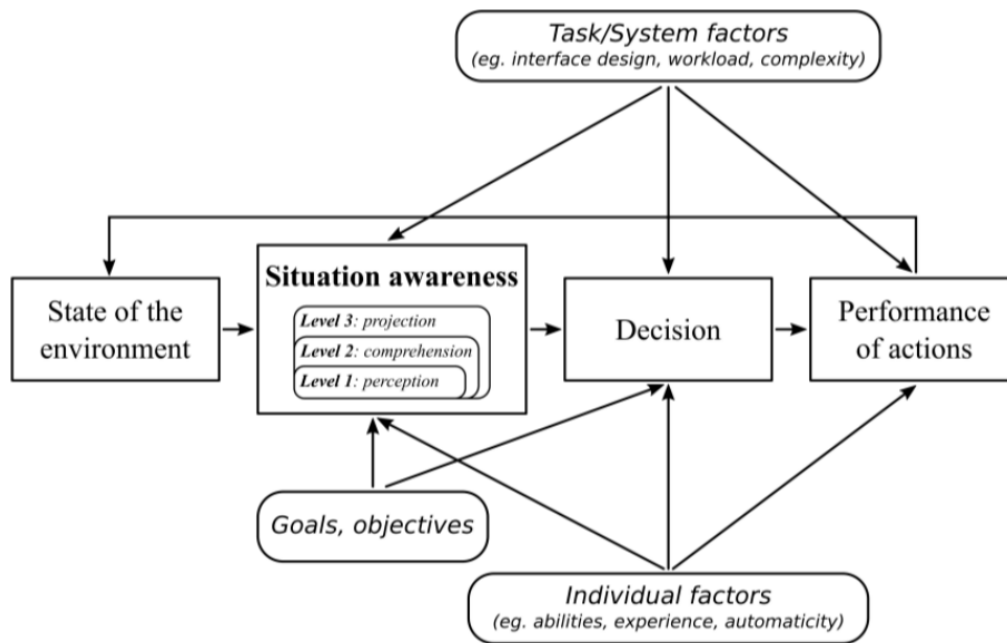 Task/System factors
(eg. interface design, workload, complexity)
Situation awareness
Level 3: projection
Level 2: comprehension
Level 1: perception
State of the
environment
Decision
Performance
of actions
Goals, objectives
Individual factors
(eg. abilities, experience, automaticity)